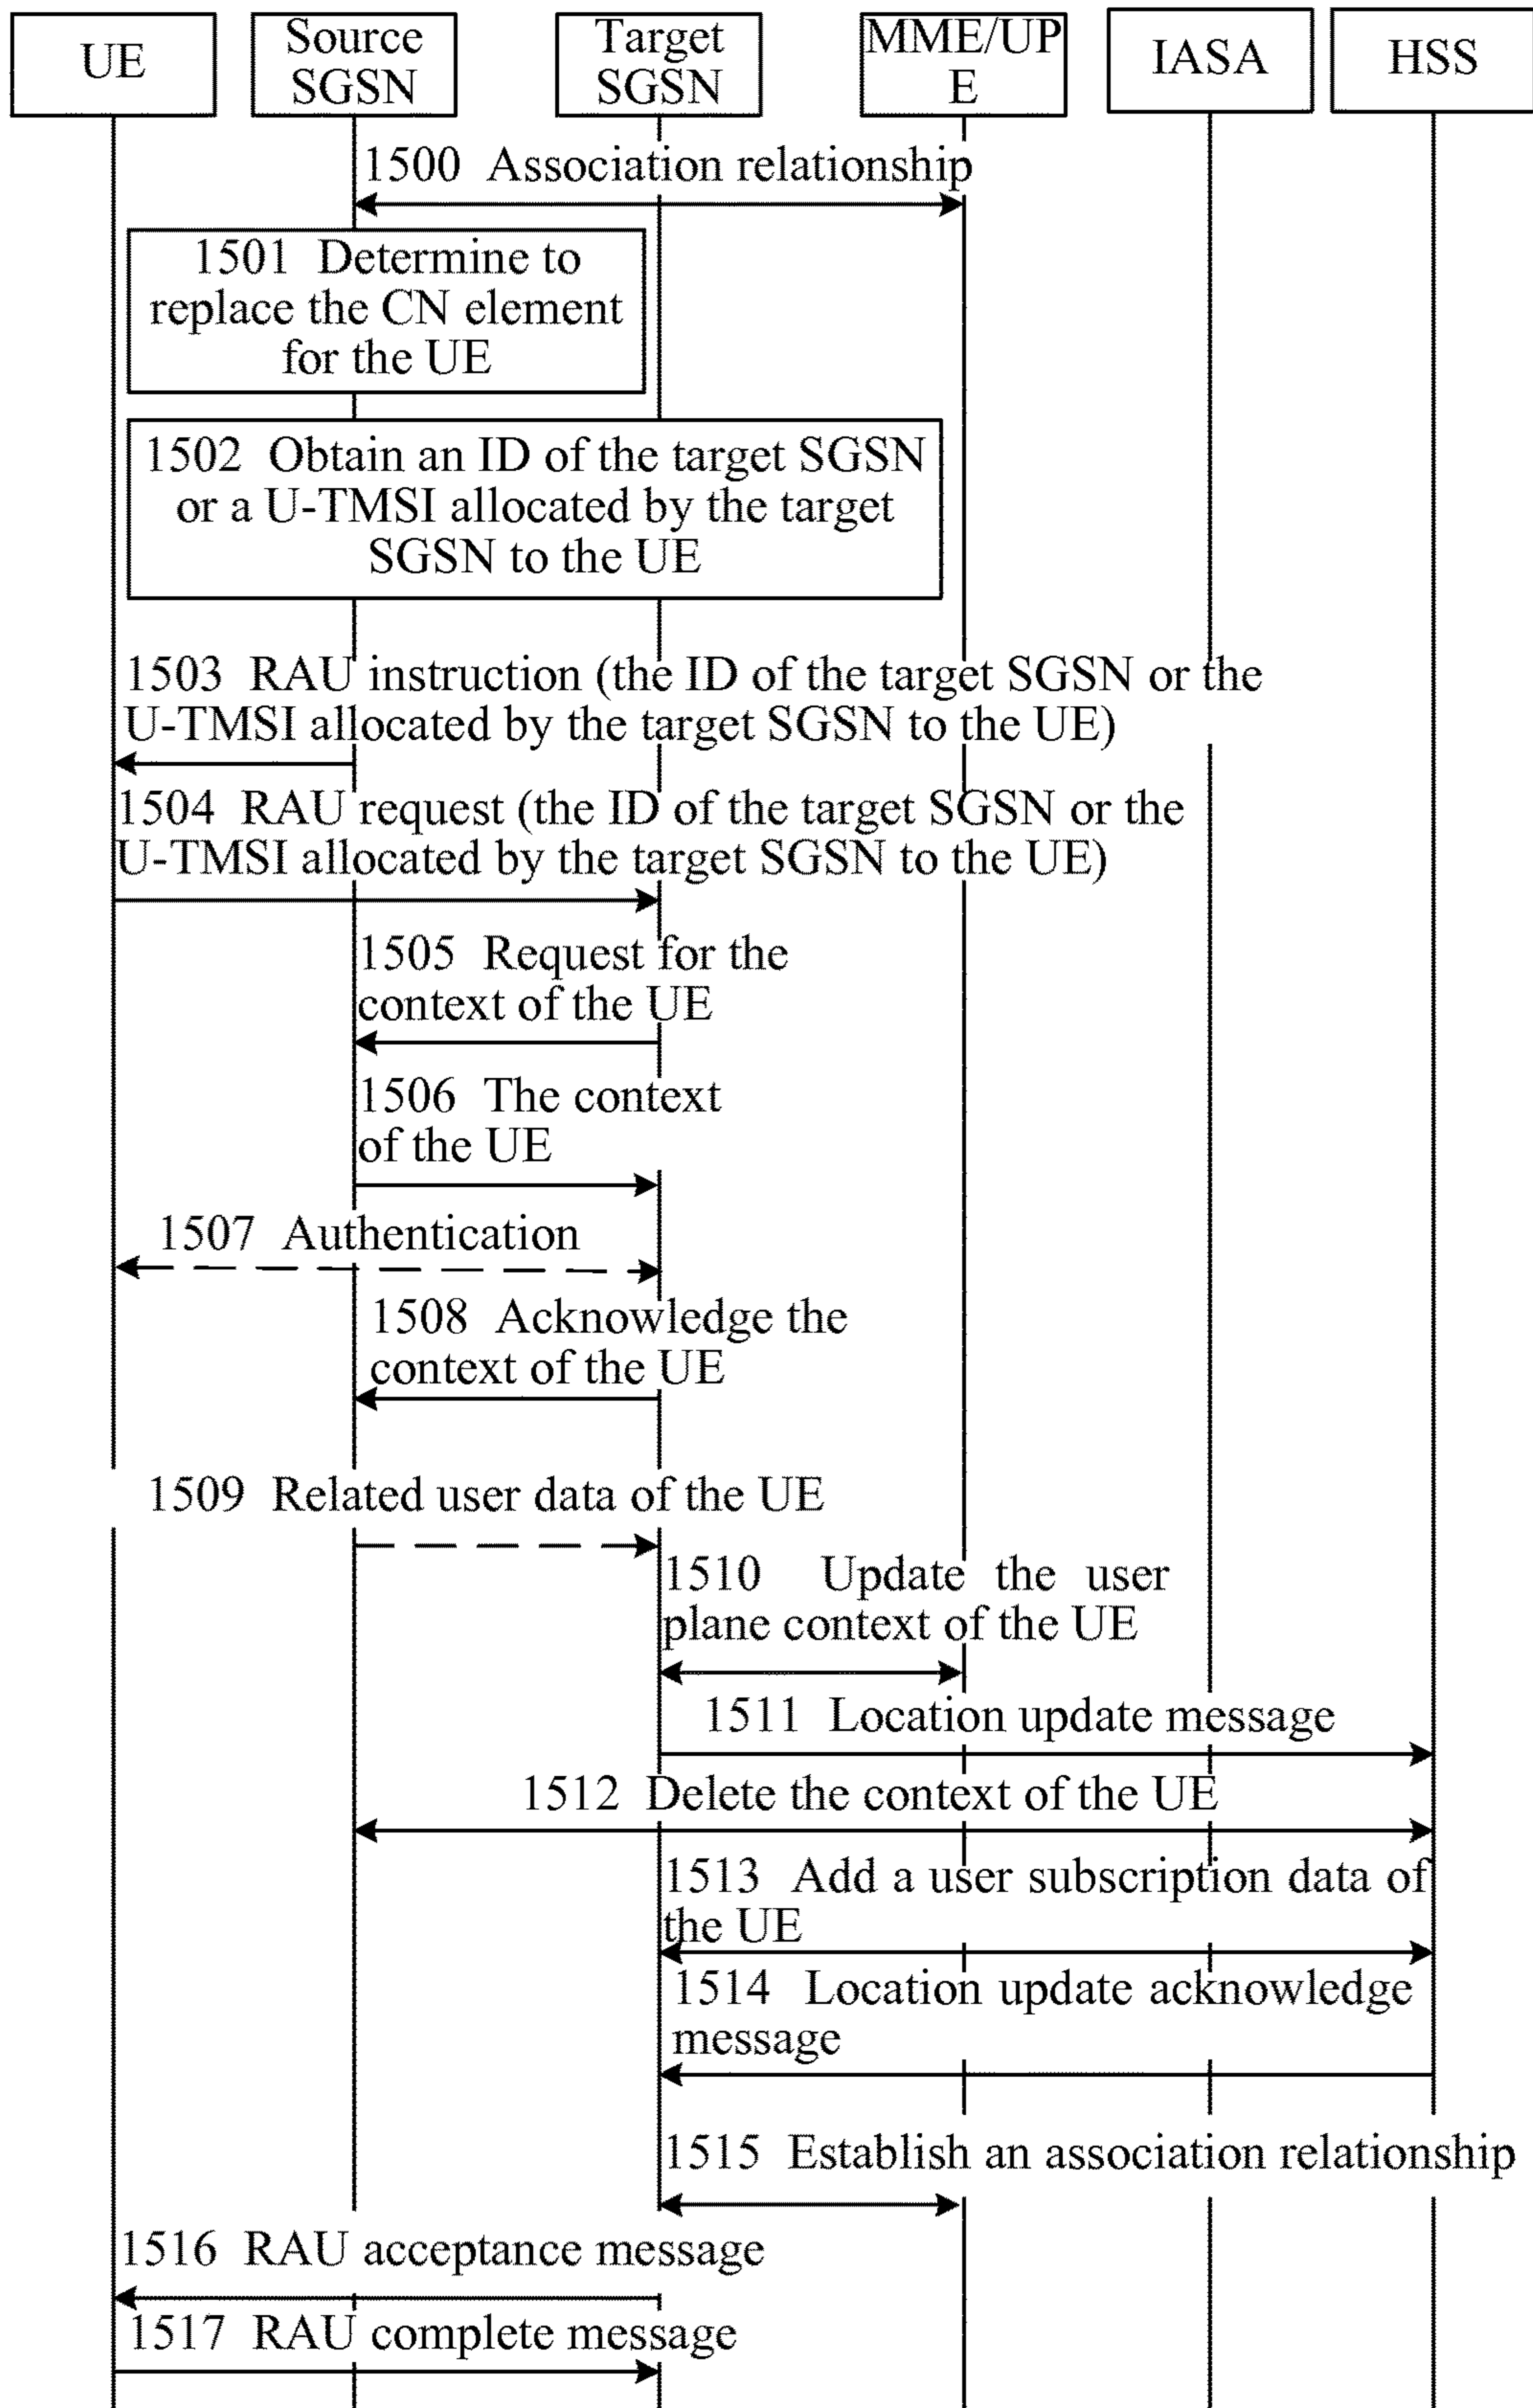 UE
Source
SGSN
Target
SGSN
MME/UP
E
IASA
HSS
1500 Association relationship
1501 Determine to
replace the CN element
for the UE
1502 Obtain an ID of the target SGSN
or a U-TMSI allocated by the target
SGSN to the UE
1503 RAU instruction (the ID of the target SGSN or the
U-TMSI allocated by the target SGSN to the UE)
1504 RAU request (the ID of the target SGSN or the
U-TMSI allocated by the target SGSN to the UE)
1505 Request for the
context of the UE
1506 The context
of the UE
1507 Authentication
1508 Acknowledge the
context of the UE
1509 Related user data of the UE
1510 Update the user
plane context of the UE
1511 Location update message
1512 Delete the context of the UE
1513 Add a user subscription data of
the UE
1514 Location update acknowledge
message
1515 Establish an association relationship
1516 RAU acceptance message
1517 RAU complete message